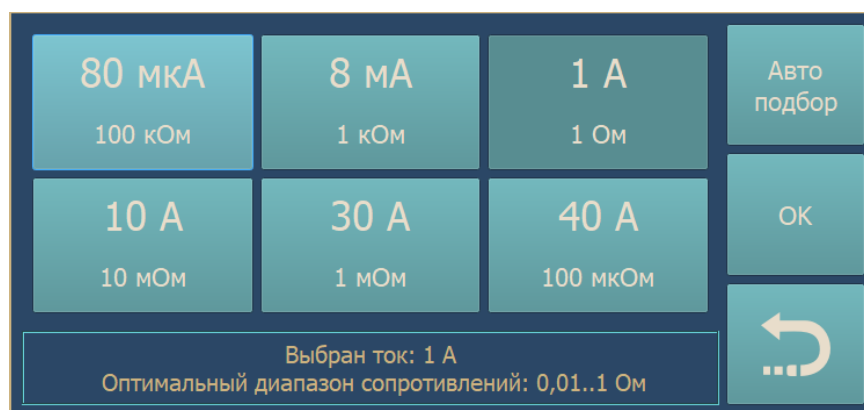 80 мкА
100 кОм
8 мА
1 кОм
1 А
1 Ом
Авто
подбор
10 А
10 мОм
30 А
1 мОм
40 А
100 мкОм
ОК
Выбран ток: 1 А
Оптимальный диапазон сопротивлений: 0,01..1 Ом